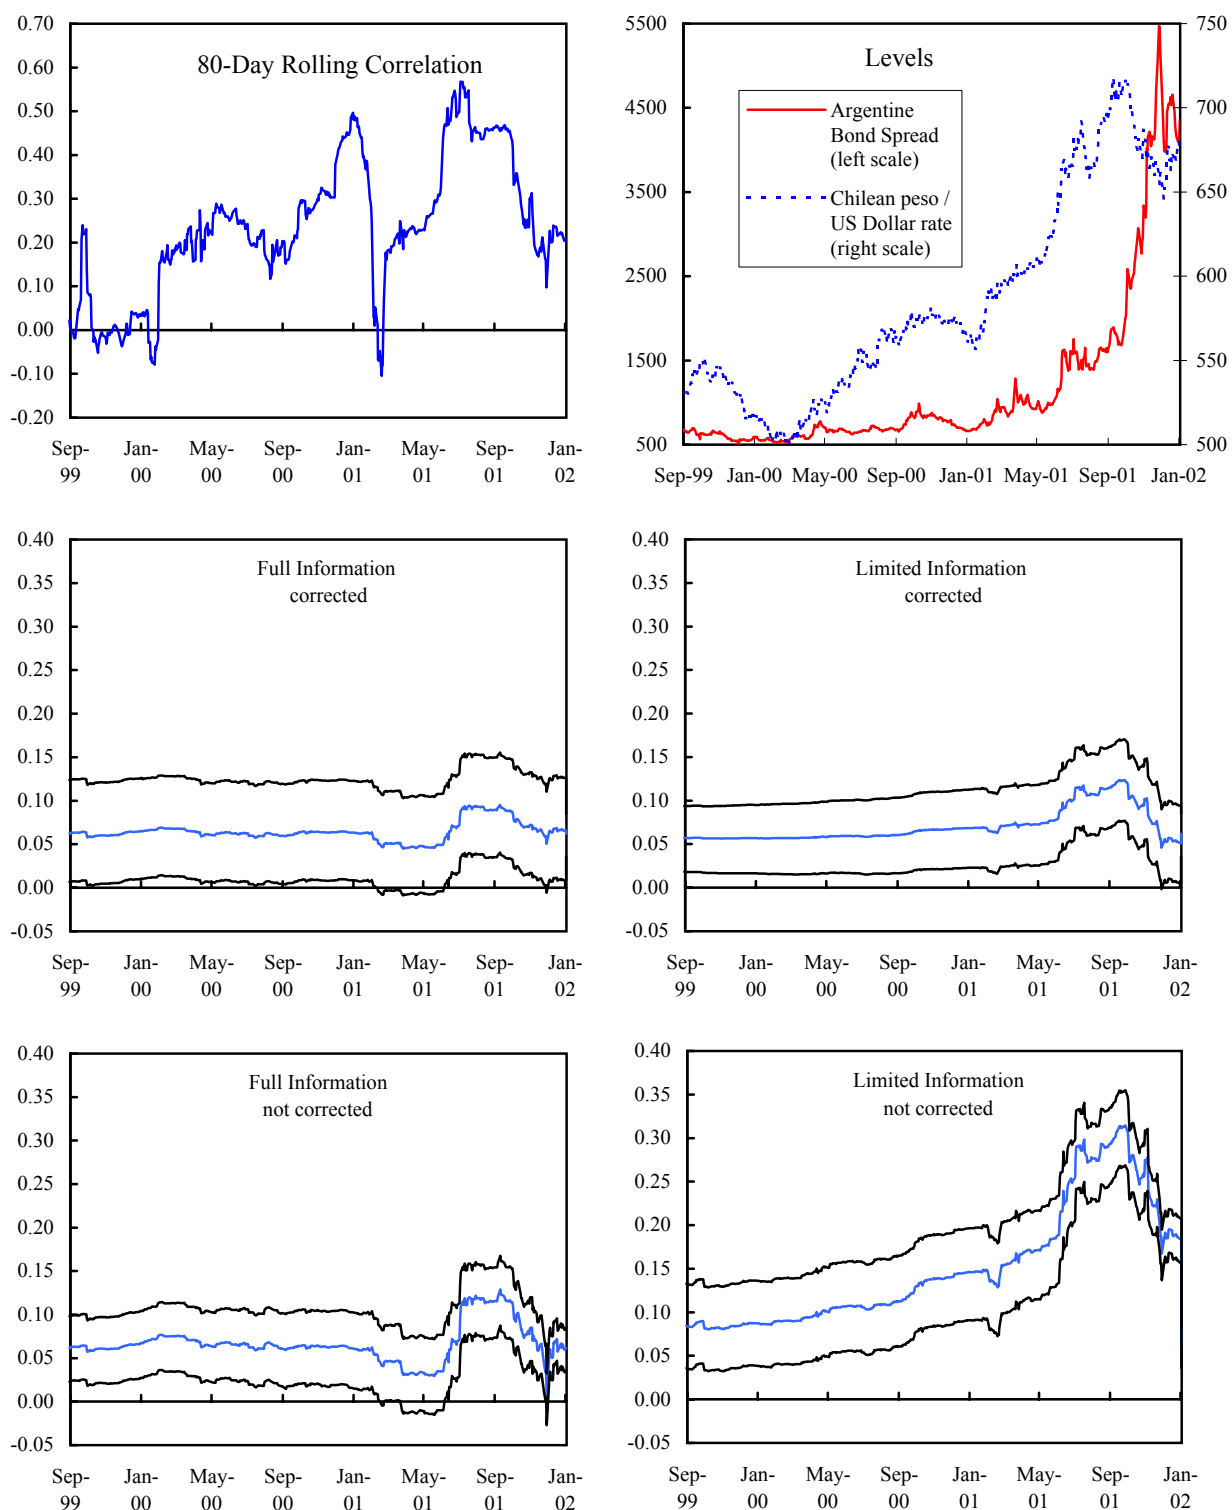 80-Day Rolling Correlation
0.70
0.60
0.50
0.40
0.30
0.20
0.10
0.00
-0.10
-0.20
Sep-99
Jan-00
May-00
Sep-00
Jan-01
May-01
Sep-01
Jan-02
Levels
5500
4500
3500
2500
1500
500
750
700
650
600
550
500
Argentine
Bond Spread
(left scale)
Chilean peso /
US Dollar rate
(right scale)
Sep-99 Jan-00 May-00 Sep-00 Jan-01 May-01 Sep-01 Jan-02
Full Information
corrected
0.40
0.35
0.30
0.25
0.20
0.15
0.10
0.05
0.00
-0.05
Sep-99
Jan-00
May-00
Sep-00
Jan-01
May-01
Sep-01
Jan-02
Limited Information
corrected
0.40
0.35
0.30
0.25
0.20
0.15
0.10
0.05
0.00
-0.05
Sep-99
Jan-00
May-00
Sep-00
Jan-01
May-01
Sep-01
Jan-02
Full Information
not corrected
0.40
0.35
0.30
0.25
0.20
0.15
0.10
0.05
0.00
-0.05
Sep-99
Jan-00
May-00
Sep-00
Jan-01
May-01
Sep-01
Jan-02
Limited Information
not corrected
0.40
0.35
0.30
0.25
0.20
0.15
0.10
0.05
0.00
-0.05
Sep-99
Jan-00
May-00
Sep-00
Jan-01
May-01
Sep-01
Jan-02